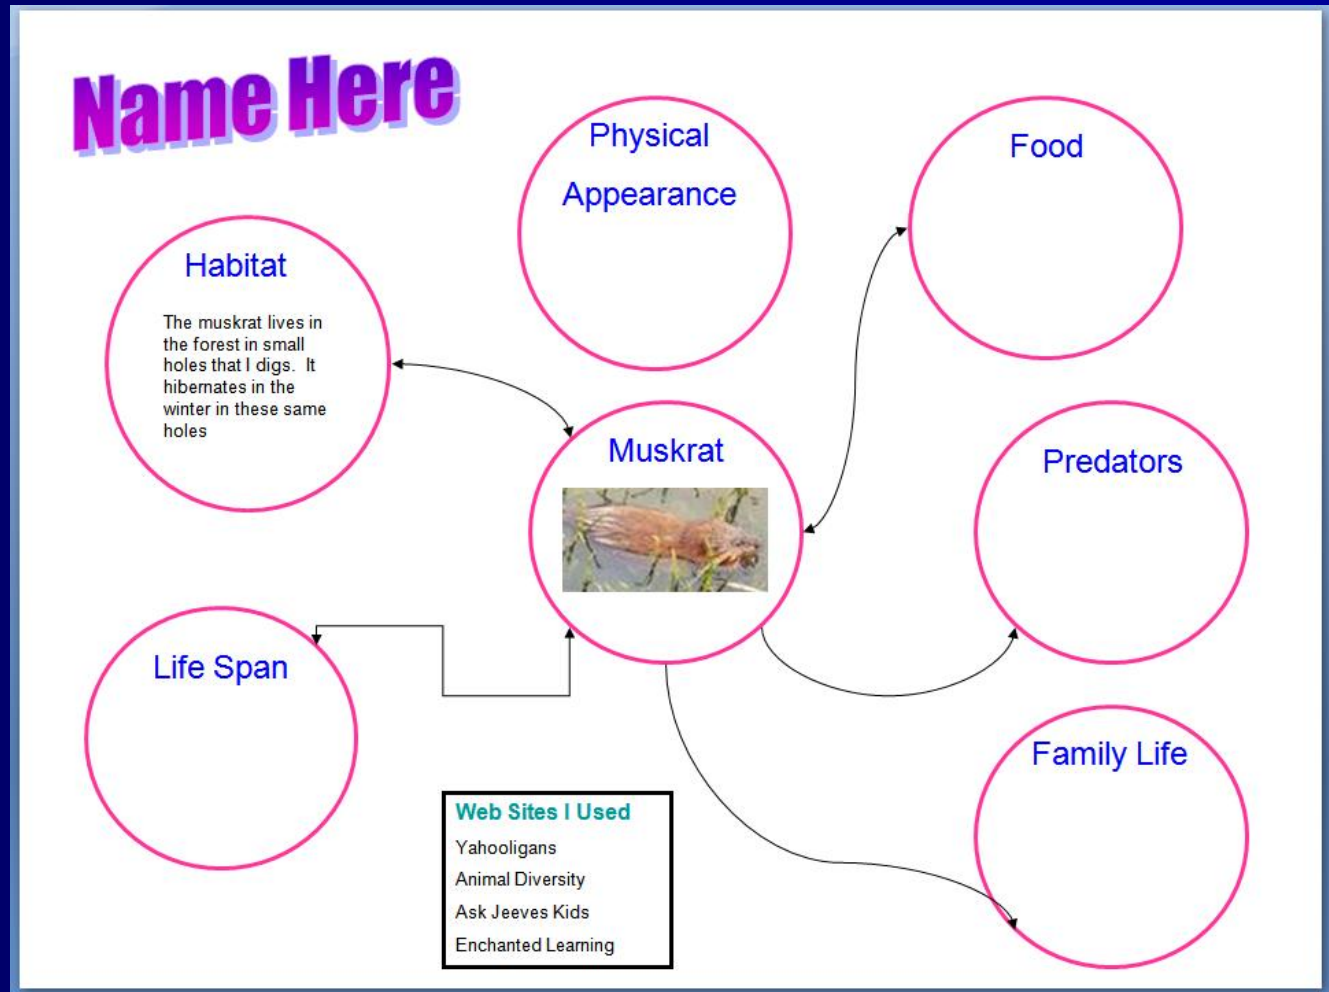 Name Here
Physical
Appearance
Food
Habitat
The muskrat lives in
the forest in small
holes that I digs.  It
hibernates in the
winter in these same
holes
Muskrat
Predators
Life Span
Family Life
Web Sites I Used
Yahooligans
Animal Diversity
Ask Jeeves Kids
Enchanted Learning